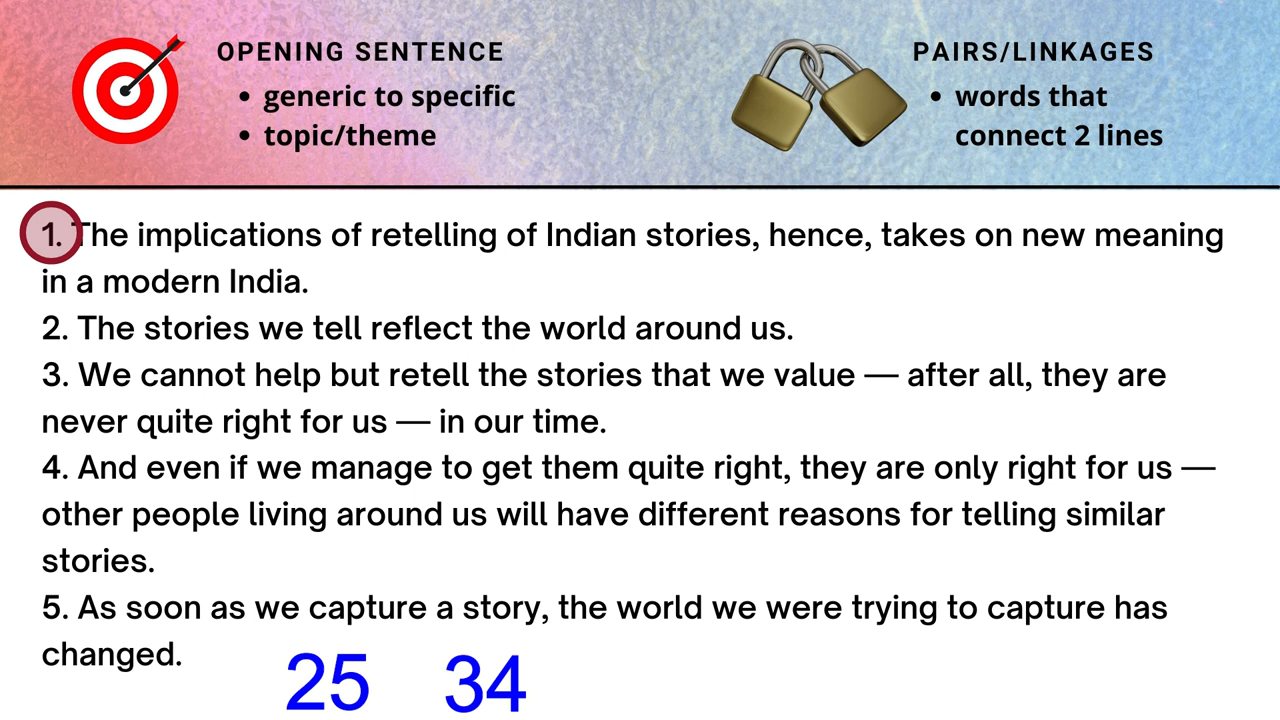 OPENING SENTENCE
• generic to specific
• topic/theme
PAIRS/LINKAGES
• words that
connect 2 lines
1. The implications of retelling of Indian stories, hence, takes on new meaning
in a modern India.
2. The stories we tell reflect the world around us.
3. We cannot help but retell the stories that we value — after all, they are
never quite right for us — in our time.
4. And even if we manage to get them quite right, they are only right for us —
other people living around us will have different reasons for telling similar
stories.
5. As soon as we capture a story, the world we were trying to capture has
changed.
25 34